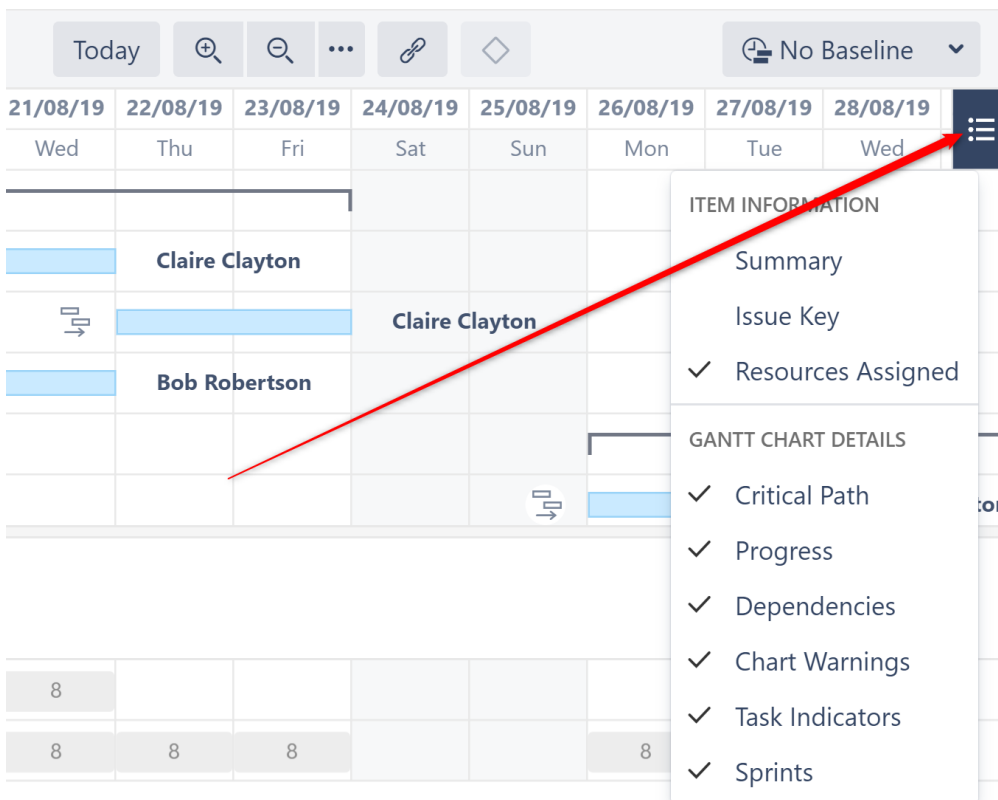 Today ••• No Baseline
21/08/19 22/08/19 23/08/19 24/08/19 25/08/19 26/08/19 27/08/19 28/08/19
Wed Thu Fri Sat Sun Mon Tue Wed
ITEM INFORMATION
Claire Clayton
Summary
Issue Key
Claire Clayton
Resources Assigned
Bob Robertson
GANTT CHART DETAILS
Critical Path
Progress
Dependencies
Chart Warnings
8
Task Indicators
8 8 8 8
Sprints